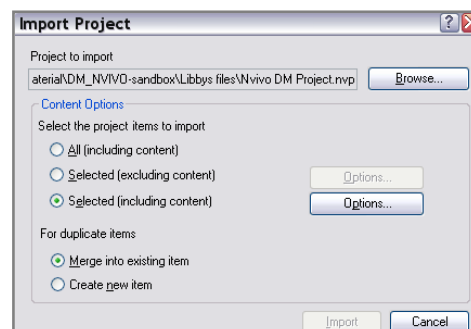 Import Project
Project to import
aterial\DM_NVIVO-sandbox\Libbys files\Nvivo DM Project.nvp Browse...
Content Options
Select the project items to import
All (including content)
Selected (excluding content) Options...
Selected (including content) Options...
For duplicate items
Merge into existing item
Create new item
Import Cancel